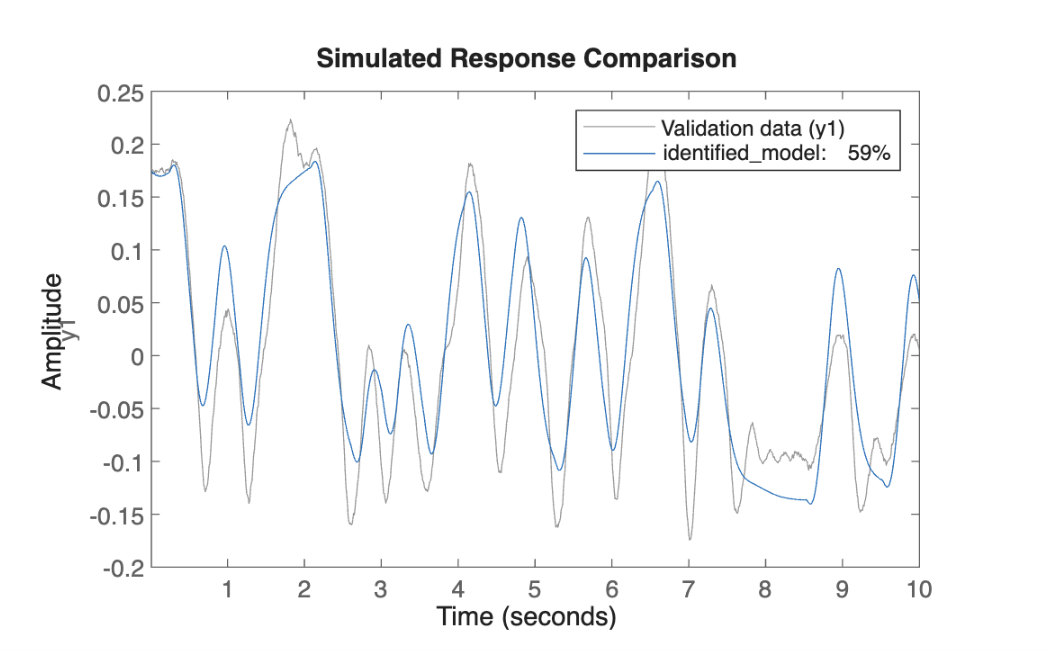 Simulated Response Comparison
Validation data (y1)
identified_model: 59%
0.25
0.2
0.15
0.1
0.05
0
-0.05
-0.1
-0.15
-0.2
Amplitude
y1
1 2 3 4 5 6 7 8 9 10
Time (seconds)